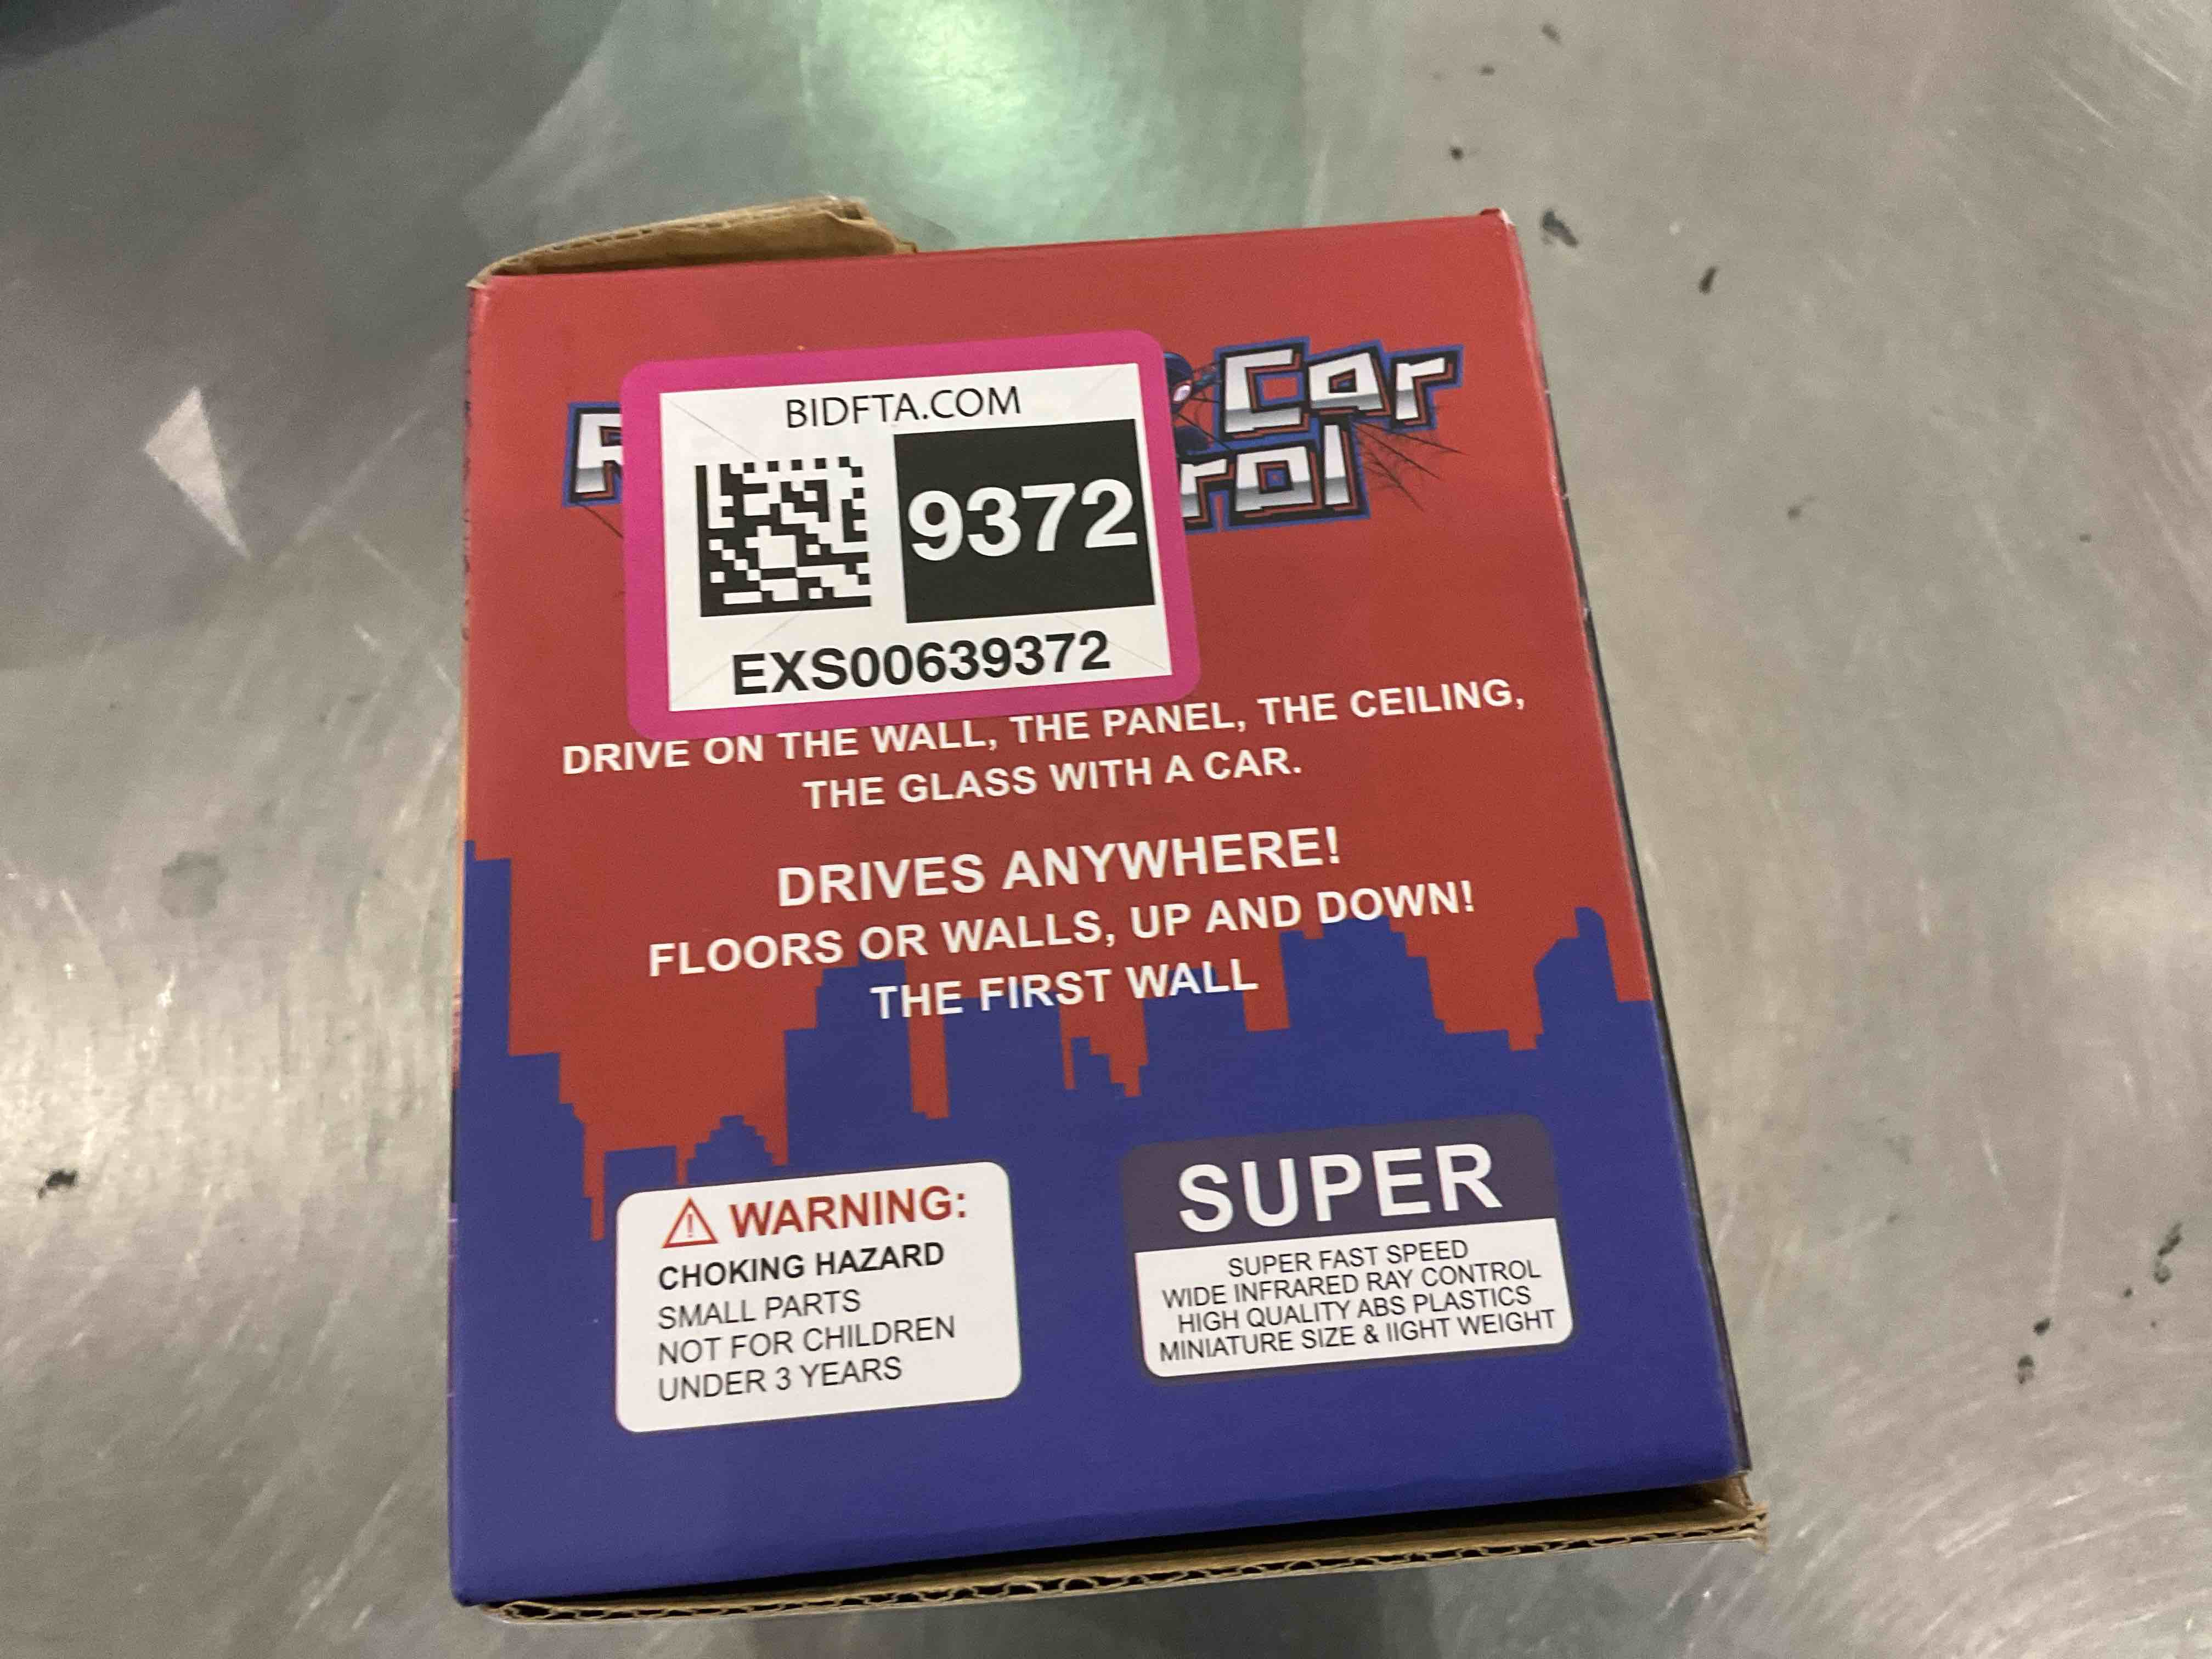 BIDFTA.COM
9372
EXS00639372
Car
DRIVE ON THE WALL, THE PANEL, THE CEILING,
THE GLASS WITH A CAR.
DRIVES ANYWHERE!
FLOORS OR WALLS, UP AND DOWN!
THE FIRST WALL
WARNING:
CHOKING HAZARD
SMALL PARTS
NOT FOR CHILDREN
UNDER 3 YEARS
SUPER
SUPER FAST SPEED
WIDE INFRARED RAY CONTROL
HIGH QUALITY ABS PLASTICS
MINIATURE SIZE & IIGHT WEIGHT